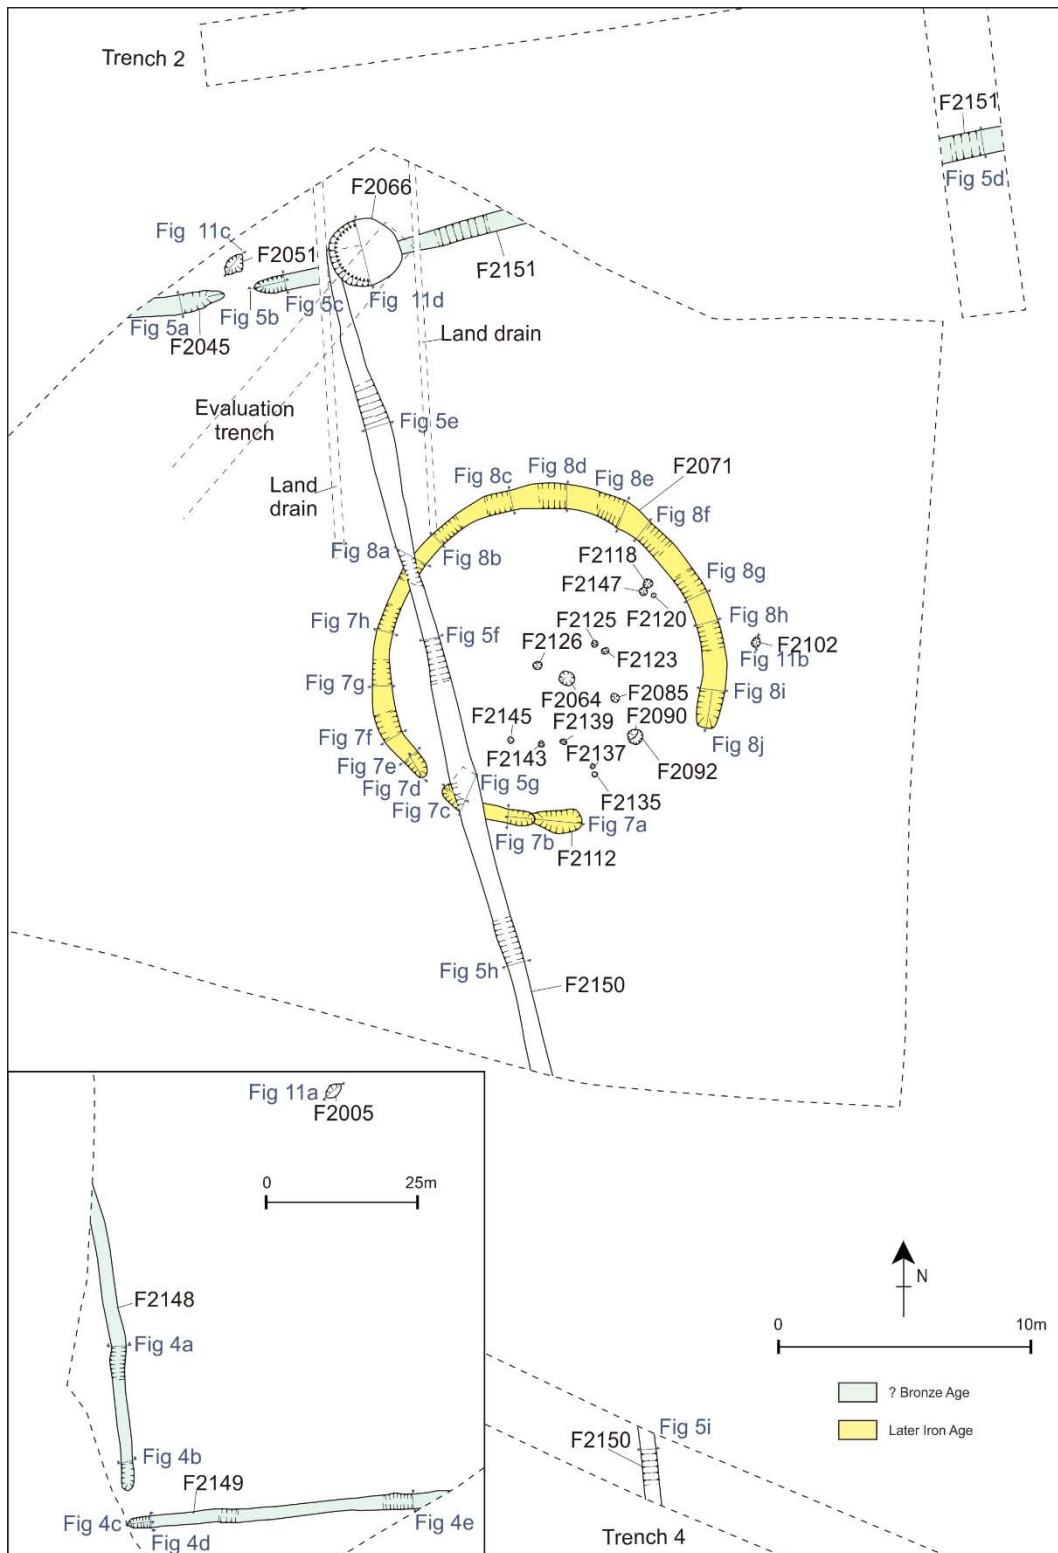 Trench 2
F2151
Fig 5d
F2066
Fig 11c
F2051
F2151
Fig 5a
Fig 5b
Fig 5c
Fig 11d
F2045
Land drain
Evaluation
trench
Fig 5e
Land
drain
Fig 8c
Fig 8d
Fig 8e
F2071
Fig 8f
Fig 8a
Fig 8b
F2118
Fig 8g
F2147
F2120
Fig 7h
Fig 5f
F2125
Fig 8h
F2126
F2123
F2102
Fig 11b
Fig 7g
F2064
F2085
Fig 8i
F2145
F2139
F2090
Fig 7f
F2143
F2137
F2092
Fig 8j
Fig 7e
Fig 7d
Fig 5g
F2135
Fig 7c
Fig 7b
Fig 7a
F2112
Fig 5h
F2150
Fig 11a
F2005
0
25m
F2148
Fig 4a
Fig 4b
F2149
Fig 4c
Fig 4d
Fig 4e
N
0
10m
? Bronze Age
Later Iron Age
F2150
Fig 5i
Trench 4